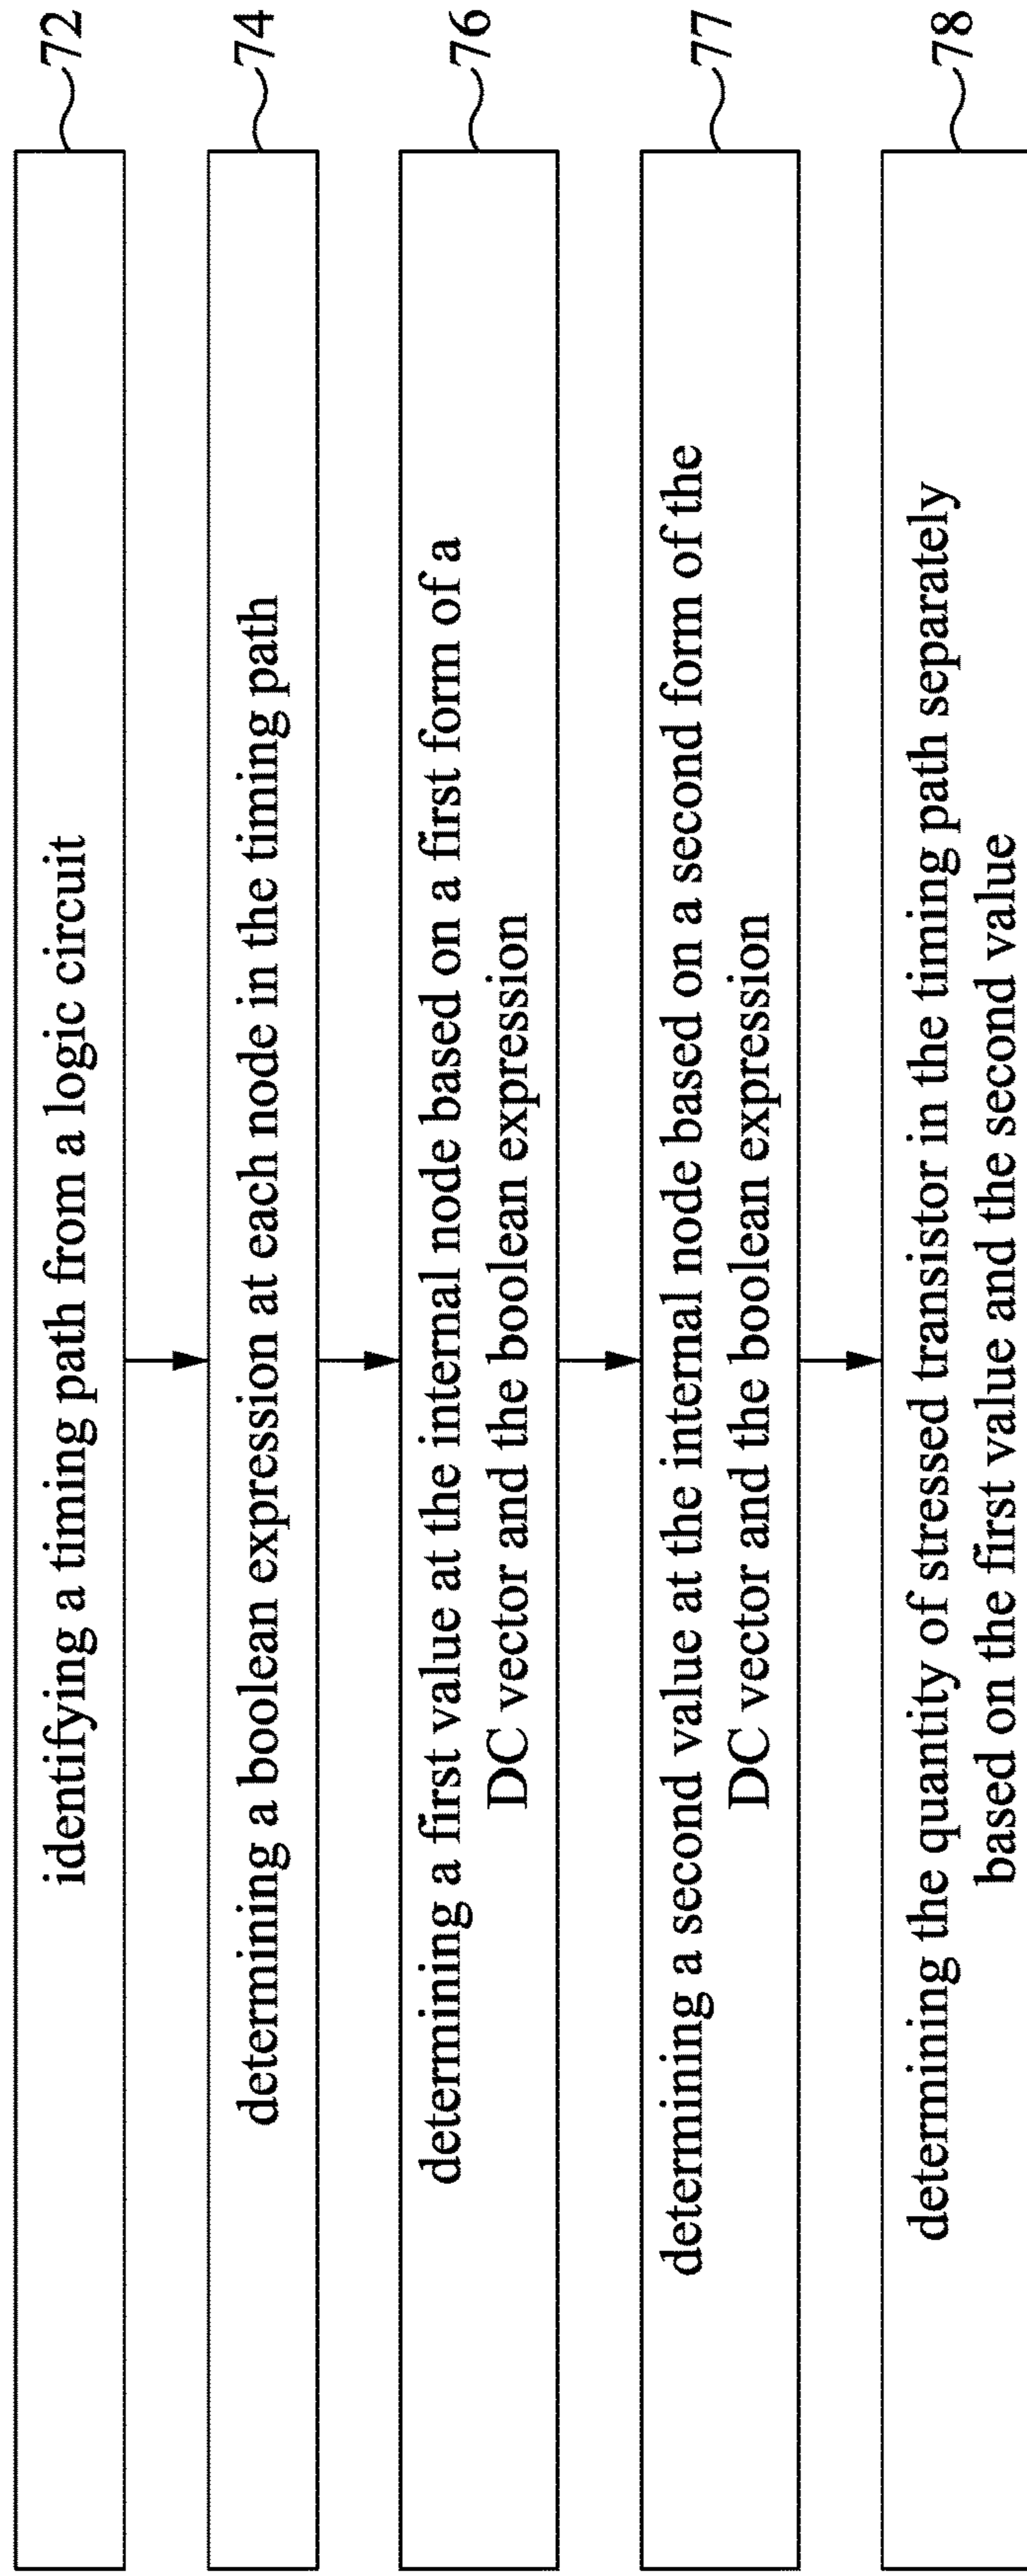 identifying a timing path from a logic circuit
72
determining a boolean expression at each node in the timing path
74
determining a first value at the internal node based on a first form of a
DC vector and the boolean expression
76
determining a second value at the internal node based on a second form of the
DC vector and the boolean expression
77
determining the quantity of stressed transistor in the timing path separately
based on the first value and the second value
78